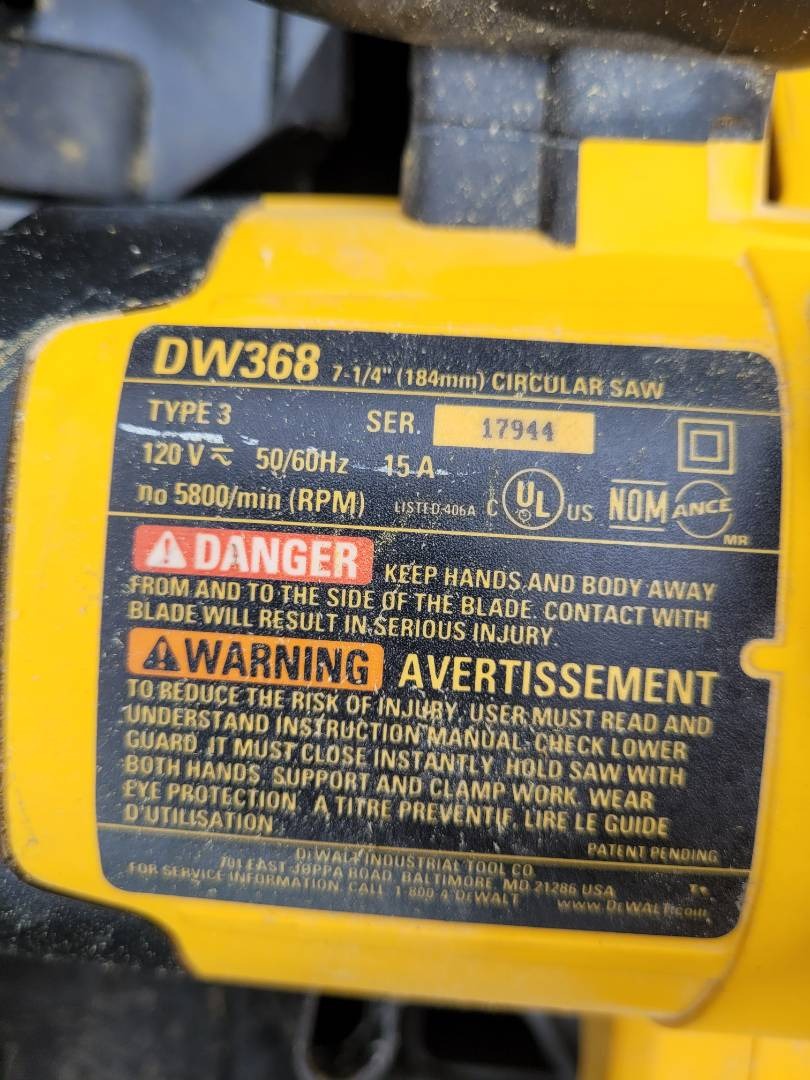 DW368 7-1/4" (184mm) CIRCULAR SAW
TYPE 3 SER. 17944
120 V ⎓ 50/60Hz 15 A
no 5800/min (RPM) LISTED 406A C UL US NOM ANCE
MR
DANGER KEEP HANDS AND BODY AWAY
FROM AND TO THE SIDE OF THE BLADE. CONTACT WITH
BLADE WILL RESULT IN SERIOUS INJURY.
WARNING AVERTISSEMENT
TO REDUCE THE RISK OF INJURY, USER MUST READ AND
UNDERSTAND INSTRUCTION MANUAL. CHECK LOWER
GUARD. IT MUST CLOSE INSTANTLY. HOLD SAW WITH
BOTH HANDS. SUPPORT AND CLAMP WORK. WEAR
EYE PROTECTION. A TITRE PREVENTIF, LIRE LE GUIDE
D'UTILISATION.
PATENT PENDING
DEWALT INDUSTRIAL TOOL CO.
701 EAST JOPPA ROAD, BALTIMORE, MD 21286 USA
FOR SERVICE INFORMATION, CALL 1-800-4-DEWALT www.DEWALT.com